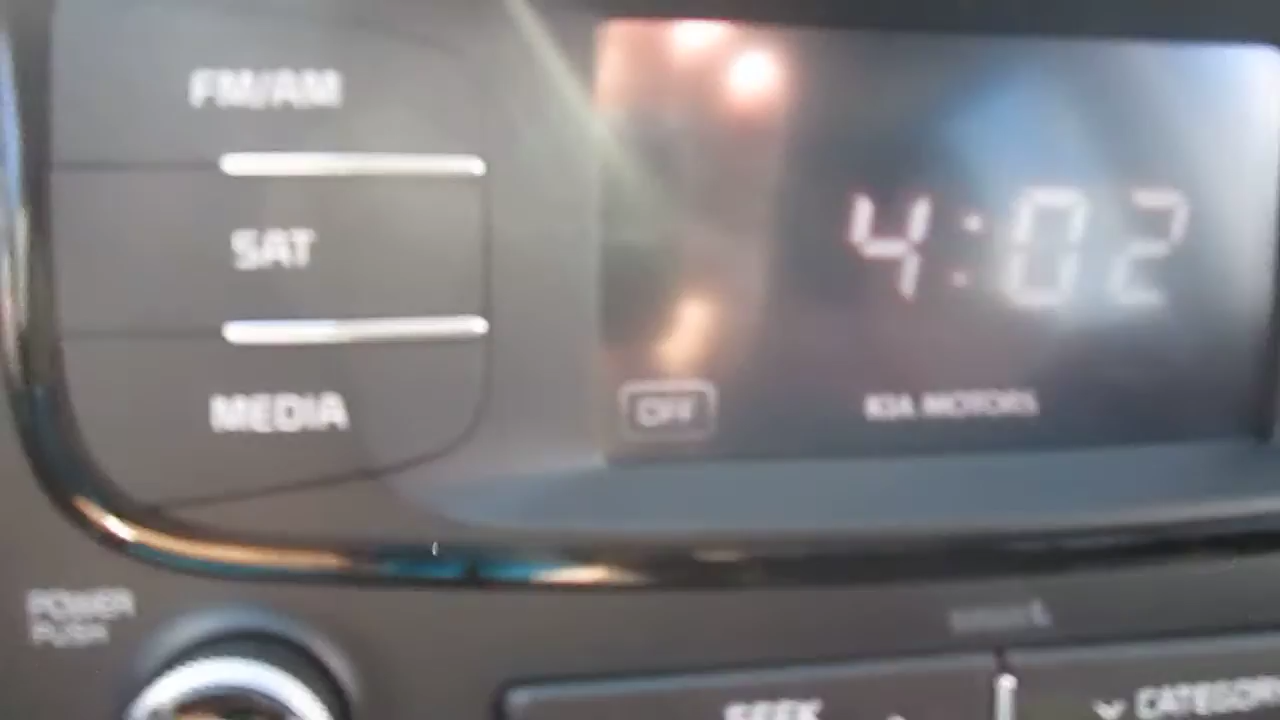 FM/AM
SAT
MEDIA
4:02
OFF
KIA MOTORS
POWER
PUSH
SEEK
CATEGORY